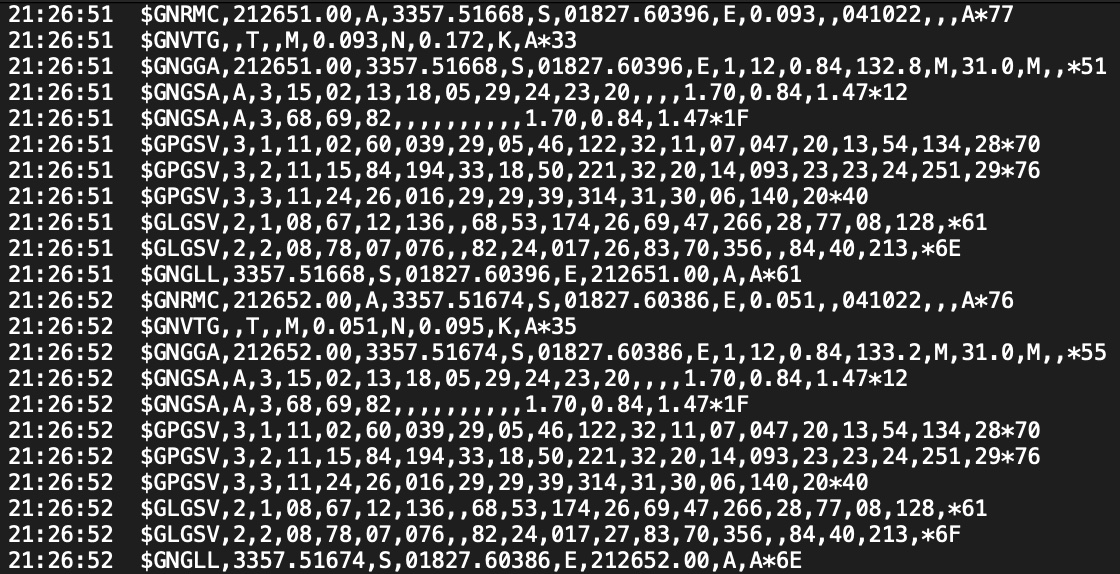 21:26:51  $GNRMC,212651.00,A,3357.51668,S,01827.60396,E,0.093,,041022,,,A*77
21:26:51  $GNVTG,,T,,M,0.093,N,0.172,K,A*33
21:26:51  $GNGGA,212651.00,3357.51668,S,01827.60396,E,1,12,0.84,132.8,M,31.0,M,,*51
21:26:51  $GNGSA,A,3,15,02,13,18,05,29,24,23,20,,,,1.70,0.84,1.47*12
21:26:51  $GNGSA,A,3,68,69,82,,,,,,,,,,1.70,0.84,1.47*1F
21:26:51  $GPGSV,3,1,11,02,60,039,29,05,46,122,32,11,07,047,20,13,54,134,28*70
21:26:51  $GPGSV,3,2,11,15,84,194,33,18,50,221,32,20,14,093,23,23,24,251,29*76
21:26:51  $GPGSV,3,3,11,24,26,016,29,29,39,314,31,30,06,140,20*40
21:26:51  $GLGSV,2,1,08,67,12,136,,68,53,174,26,69,47,266,28,77,08,128,*61
21:26:51  $GLGSV,2,2,08,78,07,076,,82,24,017,26,83,70,356,,84,40,213,*6E
21:26:51  $GNGLL,3357.51668,S,01827.60396,E,212651.00,A,A*61
21:26:52  $GNRMC,212652.00,A,3357.51674,S,01827.60386,E,0.051,,041022,,,A*76
21:26:52  $GNVTG,,T,,M,0.051,N,0.095,K,A*35
21:26:52  $GNGGA,212652.00,3357.51674,S,01827.60386,E,1,12,0.84,133.2,M,31.0,M,,*55
21:26:52  $GNGSA,A,3,15,02,13,18,05,29,24,23,20,,,,1.70,0.84,1.47*12
21:26:52  $GNGSA,A,3,68,69,82,,,,,,,,,,1.70,0.84,1.47*1F
21:26:52  $GPGSV,3,1,11,02,60,039,29,05,46,122,32,11,07,047,20,13,54,134,28*70
21:26:52  $GPGSV,3,2,11,15,84,194,33,18,50,221,32,20,14,093,23,23,24,251,29*76
21:26:52  $GPGSV,3,3,11,24,26,016,29,29,39,314,31,30,06,140,20*40
21:26:52  $GLGSV,2,1,08,67,12,136,,68,53,174,26,69,47,266,28,77,08,128,*61
21:26:52  $GLGSV,2,2,08,78,07,076,,82,24,017,27,83,70,356,,84,40,213,*6F
21:26:52  $GNGLL,3357.51674,S,01827.60386,E,212652.00,A,A*6E